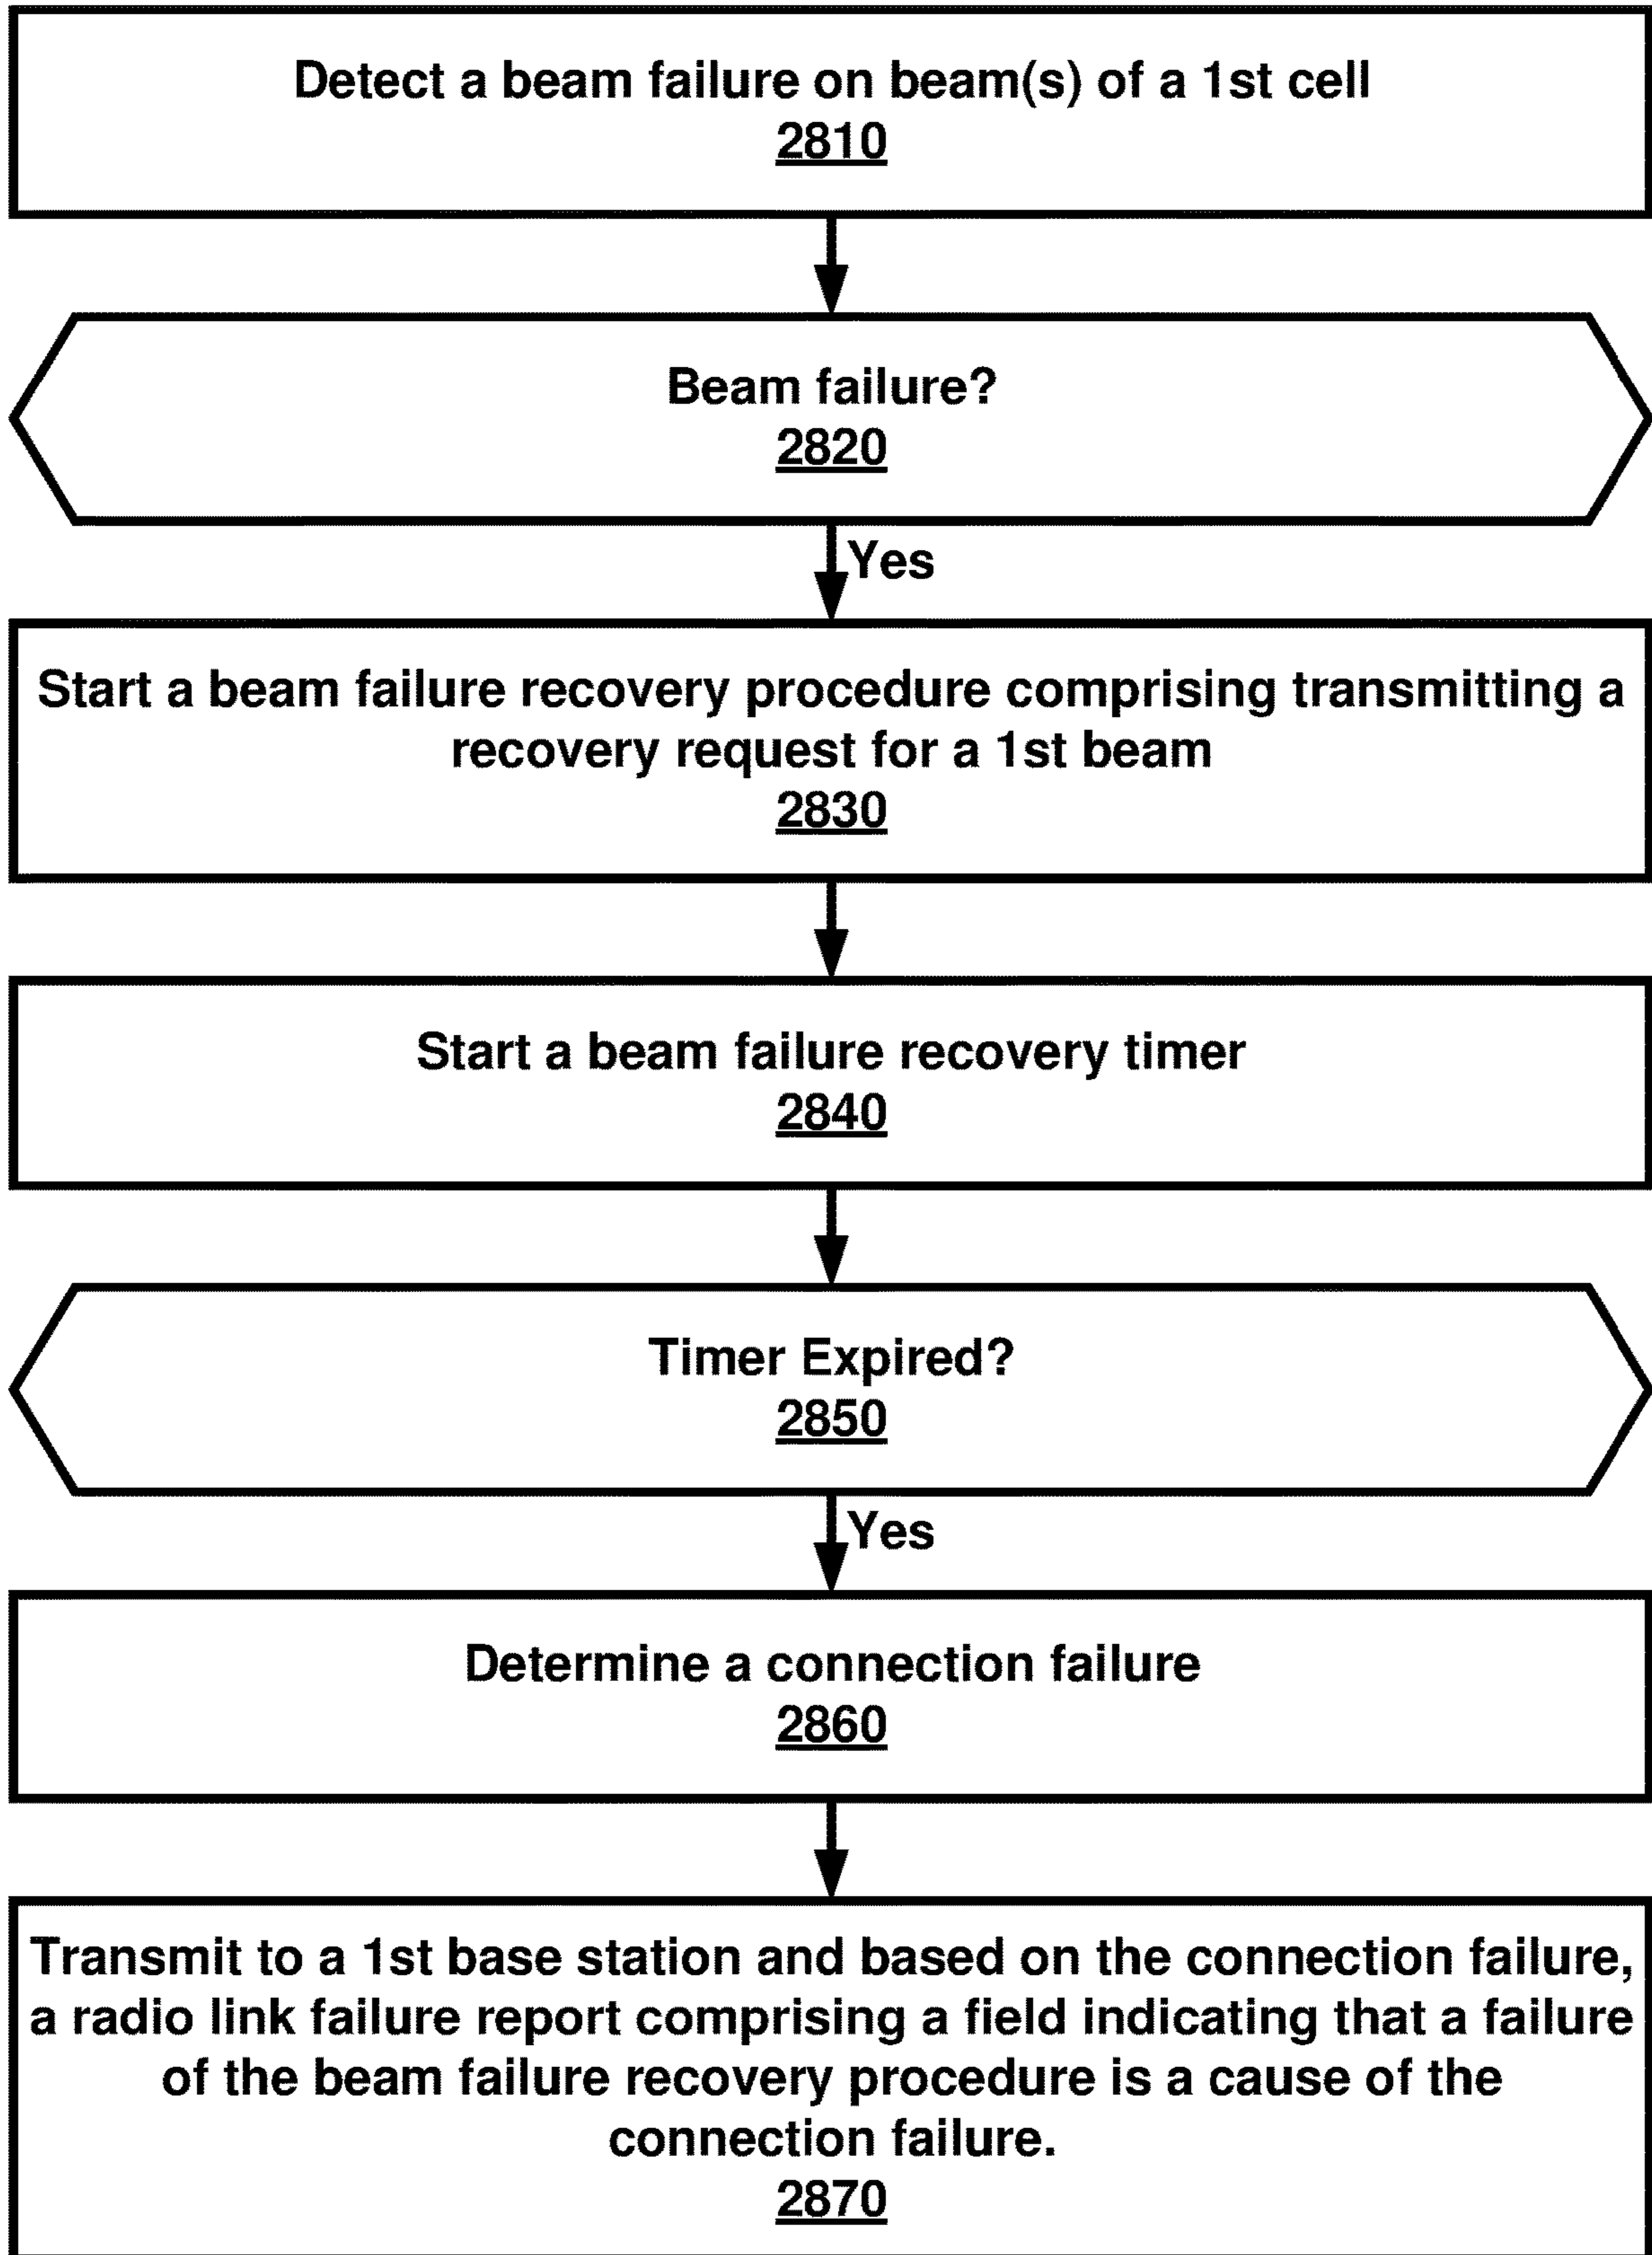 Detect a beam failure on beam(s) of a 1st cell
2810
Beam failure?
2820
Yes
Start a beam failure recovery procedure comprising transmitting a
recovery request for a 1st beam
2830
Start a beam failure recovery timer
2840
Timer Expired?
2850
Yes
Determine a connection failure
2860
Transmit to a 1st base station and based on the connection failure,
a radio link failure report comprising a field indicating that a failure
of the beam failure recovery procedure is a cause of the
connection failure.
2870